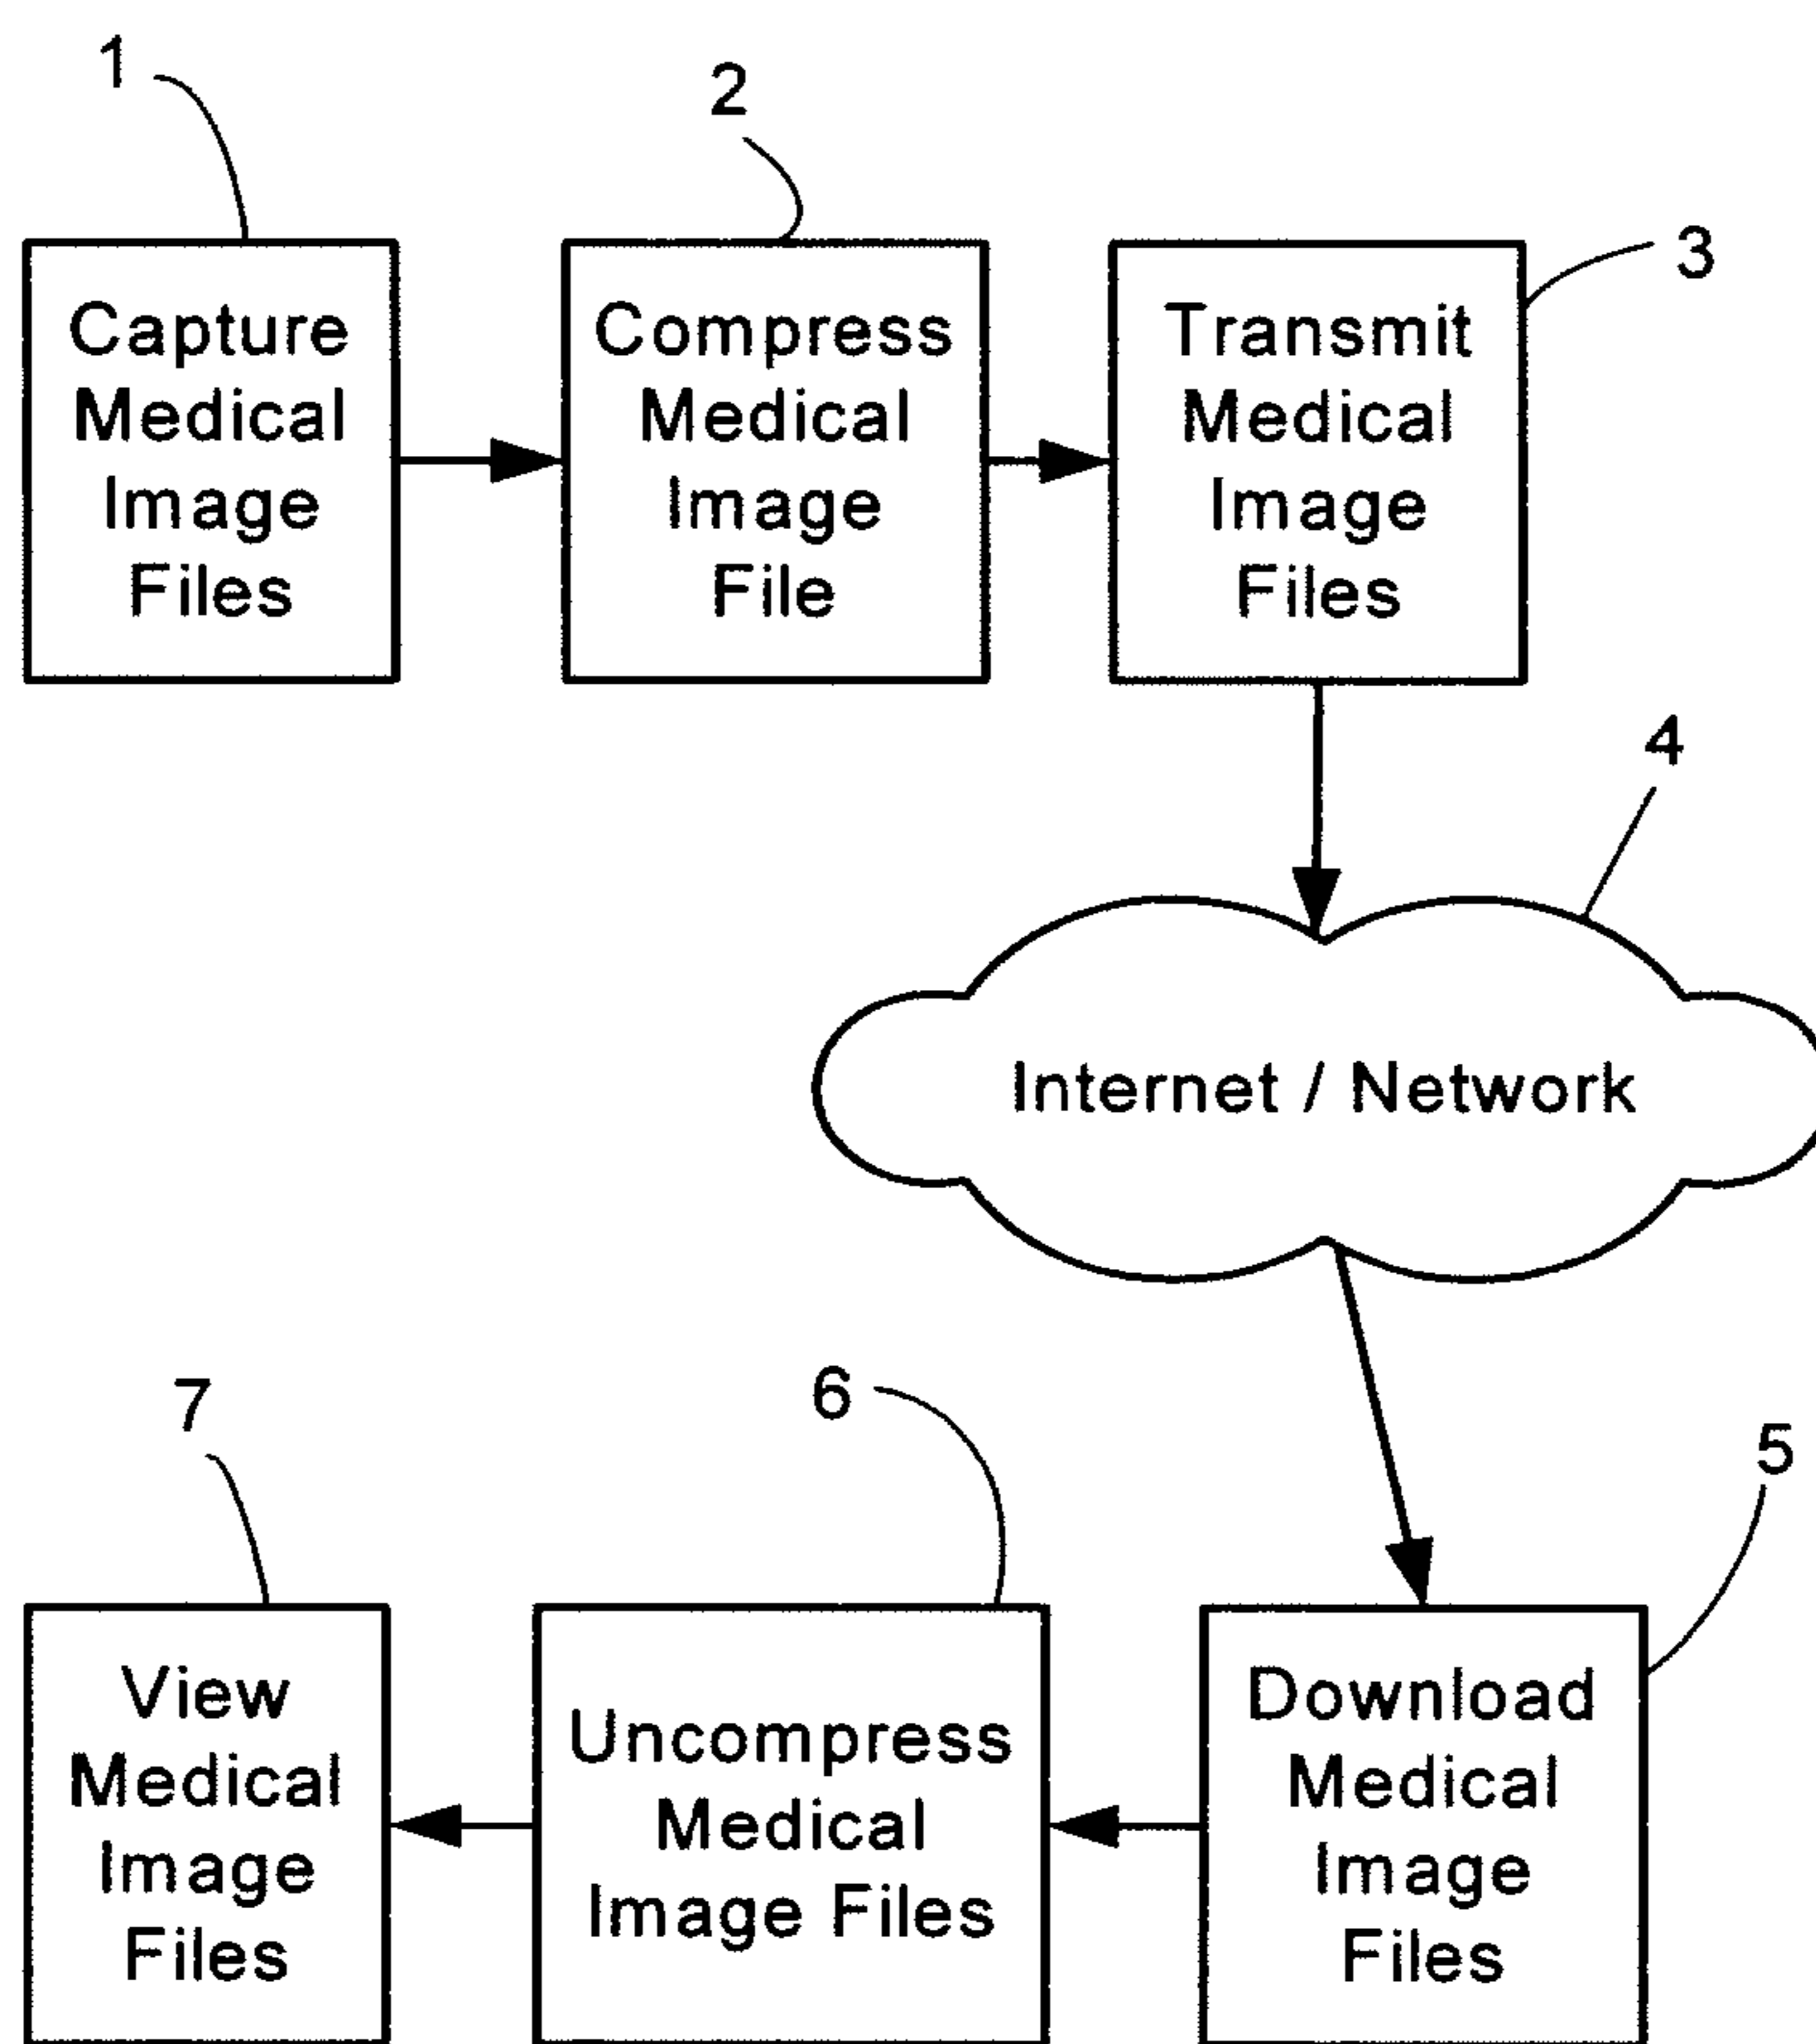 1
2
3
Capture
Medical
Image
Files
Compress
Medical
Image
File
Transmit
Medical
Image
Files
4
Internet / Network
7
6
5
View
Medical
Image
Files
Uncompress
Medical
Image Files
Download
Medical
Image
Files